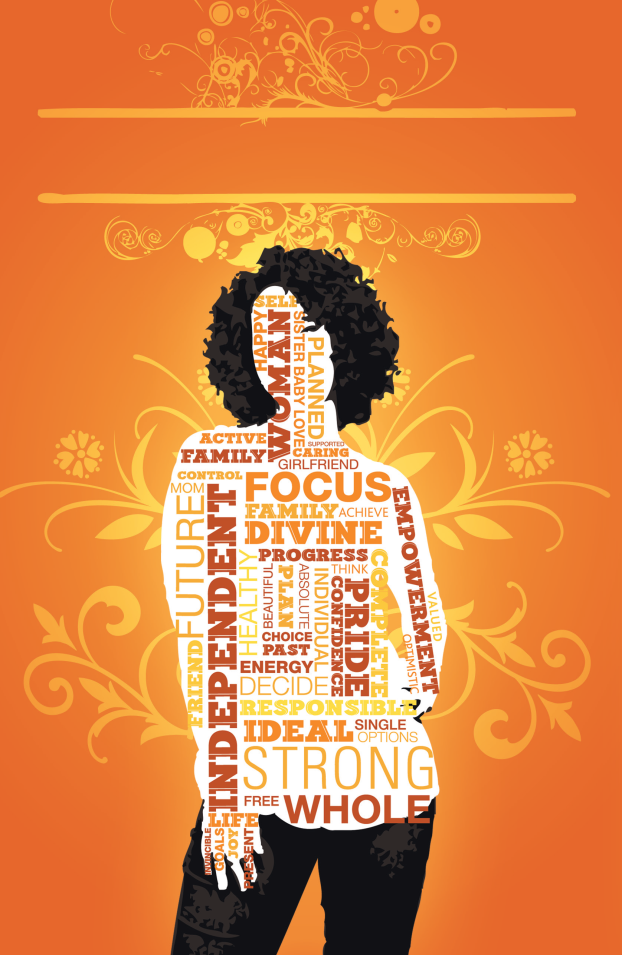 SELF
HAPPY
WOMAN
SISTER BABY LOVE
PLANNED
SUPPORTED
ACTIVE
CARING
FAMILY
GIRLFRIEND
CONTROL
MOM
FOCUS
FUTURE
INDEPENDENT
FAMILY
ACHIEVE
DIVINE
EMPOWERMENT
PROGRESS
HEALTHY
BEAUTIFUL
PLAN
ABSOLUTE
INDIVIDUAL
THINK
CONFIDENCE
PRIDE
COMPLETE
VALUED
OPTIMISTIC
CHOICE
PAST
ENERGY
DECIDE
FRIEND
RESPONSIBLE
IDEAL
SINGLE
OPTIONS
STRONG
FREE
WHOLE
LIFE
INVINCIBLE
GOALS
JOY
PRESENT